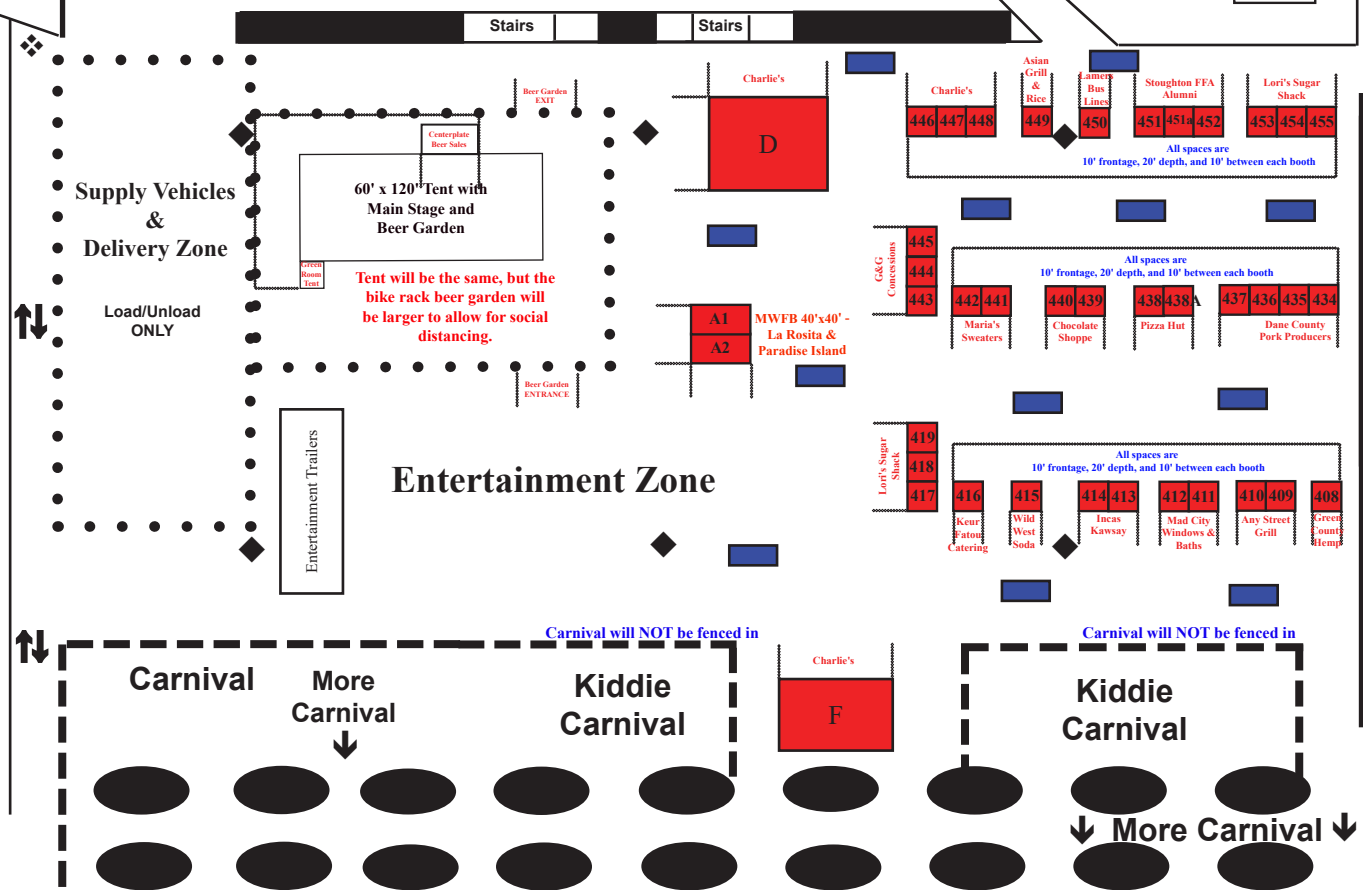 Stairs
Stairs
Charlie's
Asian
Grill
&
Rice
Lamers
Bus
Lines
Stoughton FFA
Alumni
Lori's Sugar
Shack
Charlie's
446 447 448
449
450
451 451a 452
453 454 455
All spaces are
10' frontage, 20' depth, and 10' between each booth
Beer Garden
EXIT
Centerplate
Beer Sales
D
60' x 120' Tent with
Main Stage and
Beer Garden
Supply Vehicles
&
Delivery Zone
Load/Unload
ONLY
Green
Room
Tent
Tent will be the same, but the
bike rack beer garden will
be larger to allow for social
distancing.
Beer Garden
ENTRANCE
A1
A2
MWFB 40'x40' -
La Rosita &
Paradise Island
G&G
Concessions
445
444
443
All spaces are
10' frontage, 20' depth, and 10' between each booth
442 441
440 439
438 438A
437 436 435 434
Maria's
Sweaters
Chocolate
Shoppe
Pizza Hut
Dane County
Pork Producers
Entertainment Trailers
Entertainment Zone
Lori's Sugar
Shack
419
418
417
All spaces are
10' frontage, 20' depth, and 10' between each booth
416
415
414 413
412 411
410 409
408
Keur
Fatou
Catering
Wild
West
Soda
Incas
Kawsay
Mad City
Windows &
Baths
Any Street
Grill
Green
County
Hemp
Carnival will NOT be fenced in
Carnival will NOT be fenced in
Carnival
More
Carnival
Kiddie
Carnival
Charlie's
F
Kiddie
Carnival
More Carnival